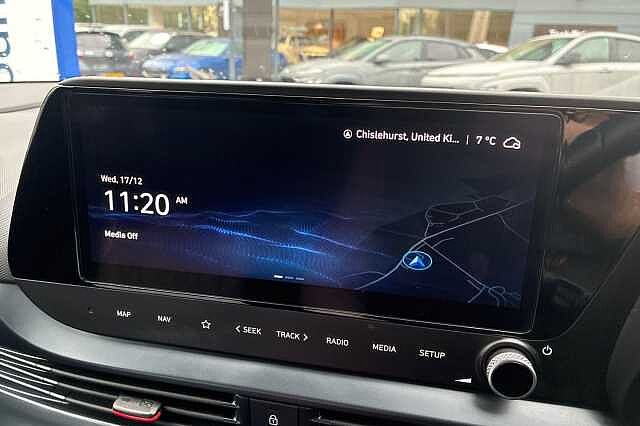 Chislehurst, United Ki... | 7 °C
Wed, 17/12
11:20 AM
Media Off
MAP NAV < SEEK TRACK > RADIO MEDIA SETUP